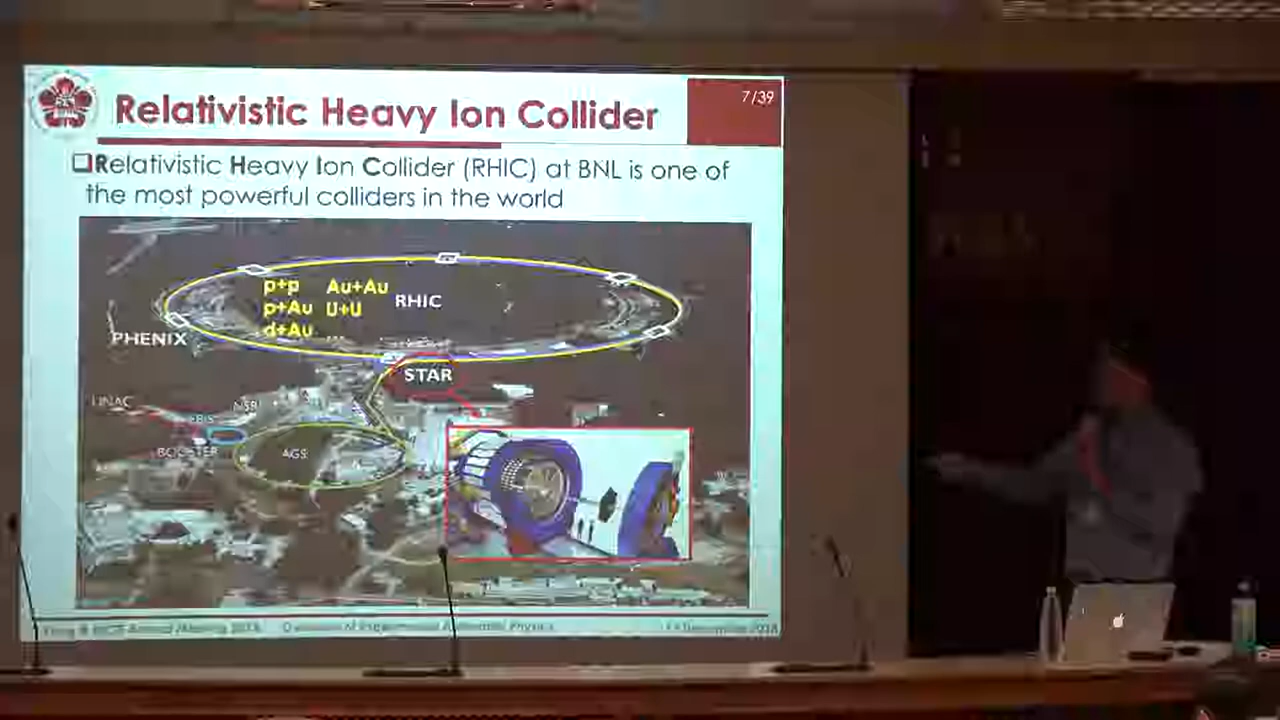 Relativistic Heavy Ion Collider
7/39
❑Relativistic Heavy Ion Collider (RHIC) at BNL is one of
the most powerful colliders in the world
p+p Au+Au
RHIC
p+Au U+U
d+Au ...
PHENIX
STAR
LINAC
BOOSTER
AGS